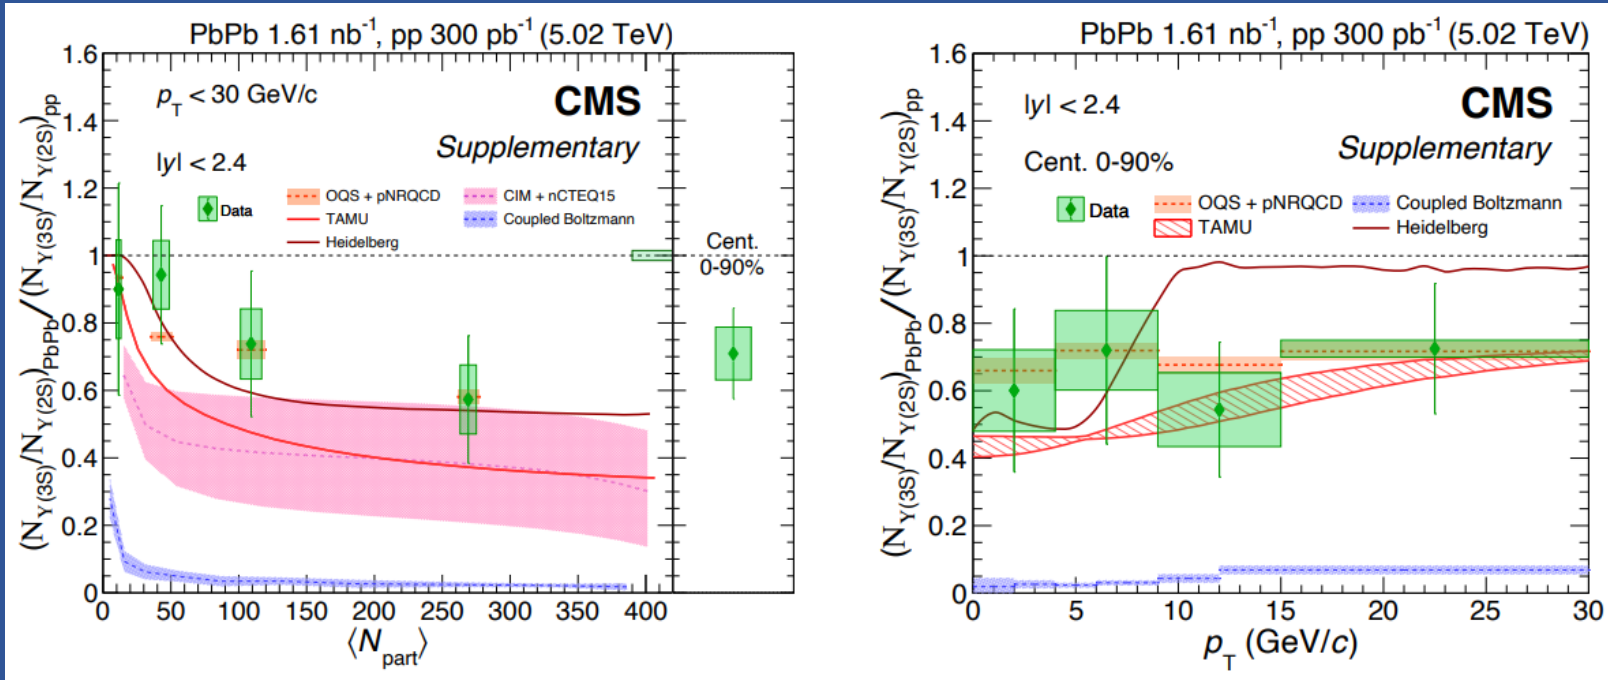 PbPb 1.61 nb⁻¹, pp 300 pb⁻¹ (5.02 TeV)
p_T < 30 GeV/c
CMS
Supplementary
|y| < 2.4
Data
OQS + pNRQCD
TAMU
Heidelberg
CIM + nCTEQ15
Coupled Boltzmann
Cent.
0-90%
(N_Υ(3S)/N_Υ(2S))_PbPb/(N_Υ(3S)/N_Υ(2S))_pp
1.6
1.4
1.2
1
0.8
0.6
0.4
0.2
0
0 50 100 150 200 250 300 350 400
⟨N_part⟩
PbPb 1.61 nb⁻¹, pp 300 pb⁻¹ (5.02 TeV)
|y| < 2.4
CMS
Supplementary
Cent. 0-90%
Data
OQS + pNRQCD
TAMU
Coupled Boltzmann
Heidelberg
(N_Υ(3S)/N_Υ(2S))_PbPb/(N_Υ(3S)/N_Υ(2S))_pp
1.6
1.4
1.2
1
0.8
0.6
0.4
0.2
0
0 5 10 15 20 25 30
p_T (GeV/c)